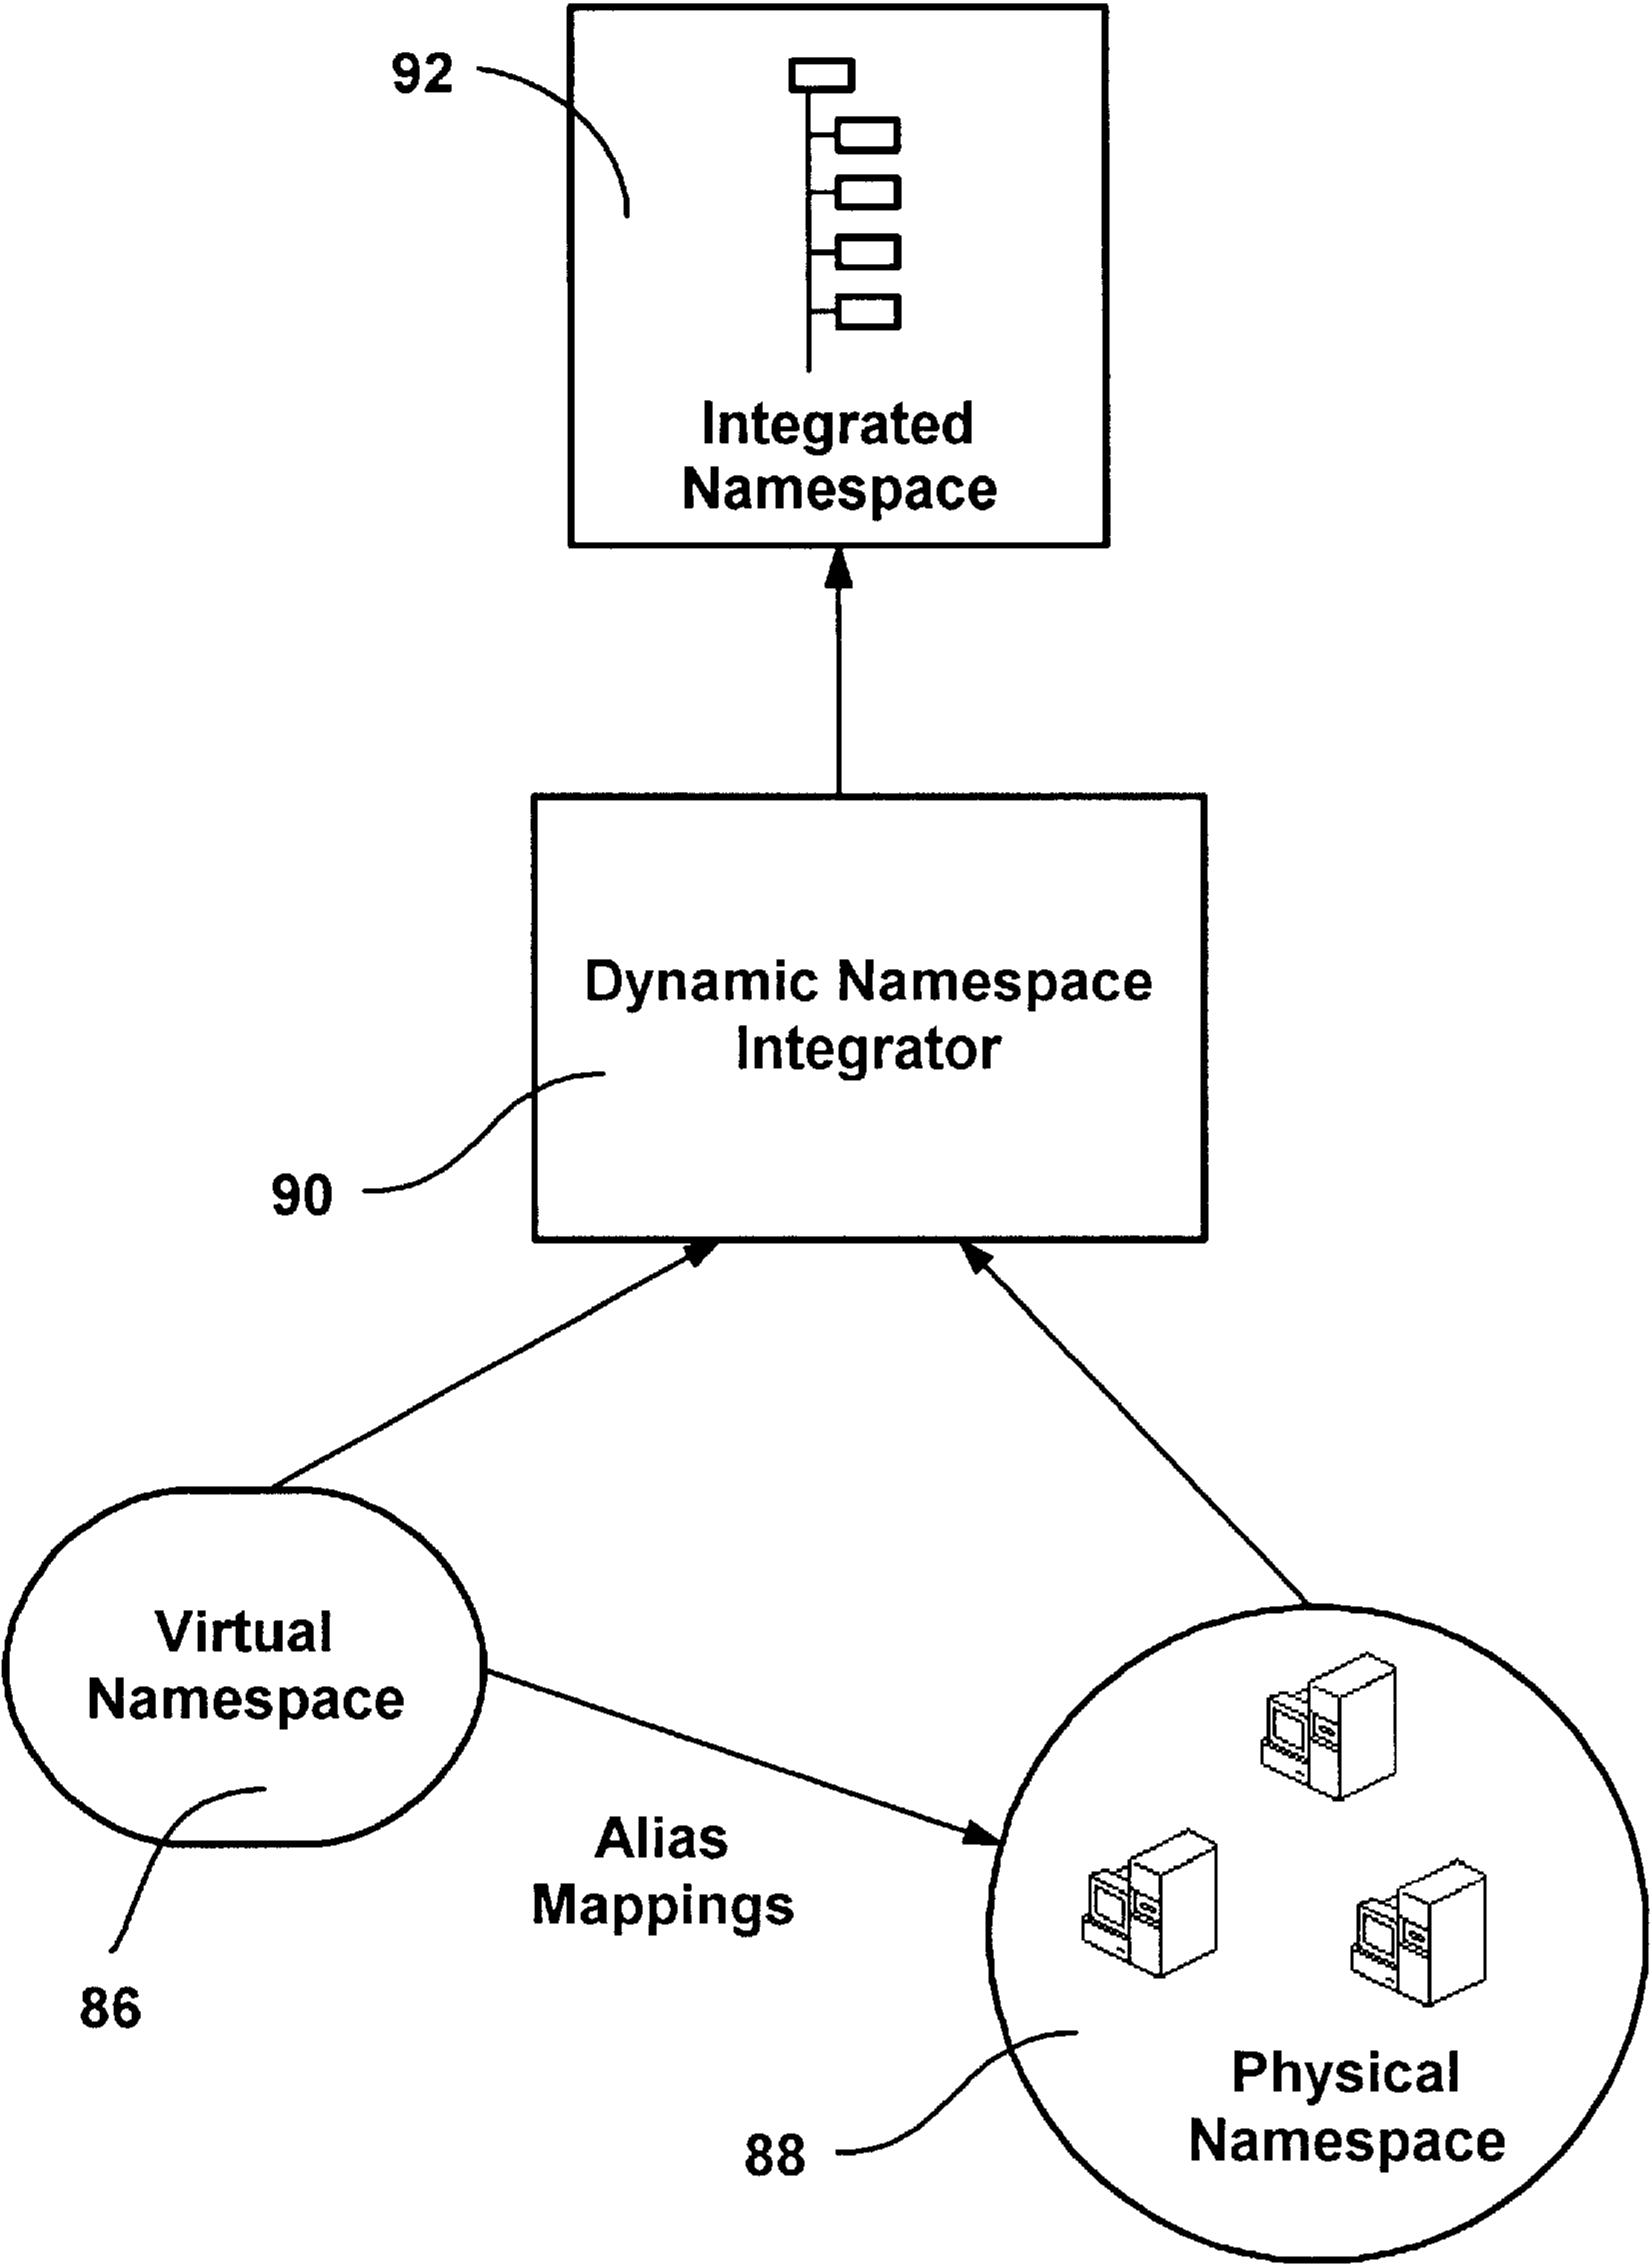 92
Integrated
Namespace
Dynamic Namespace
Integrator
90
Virtual
Namespace
Alias
Mappings
86
Physical
Namespace
88